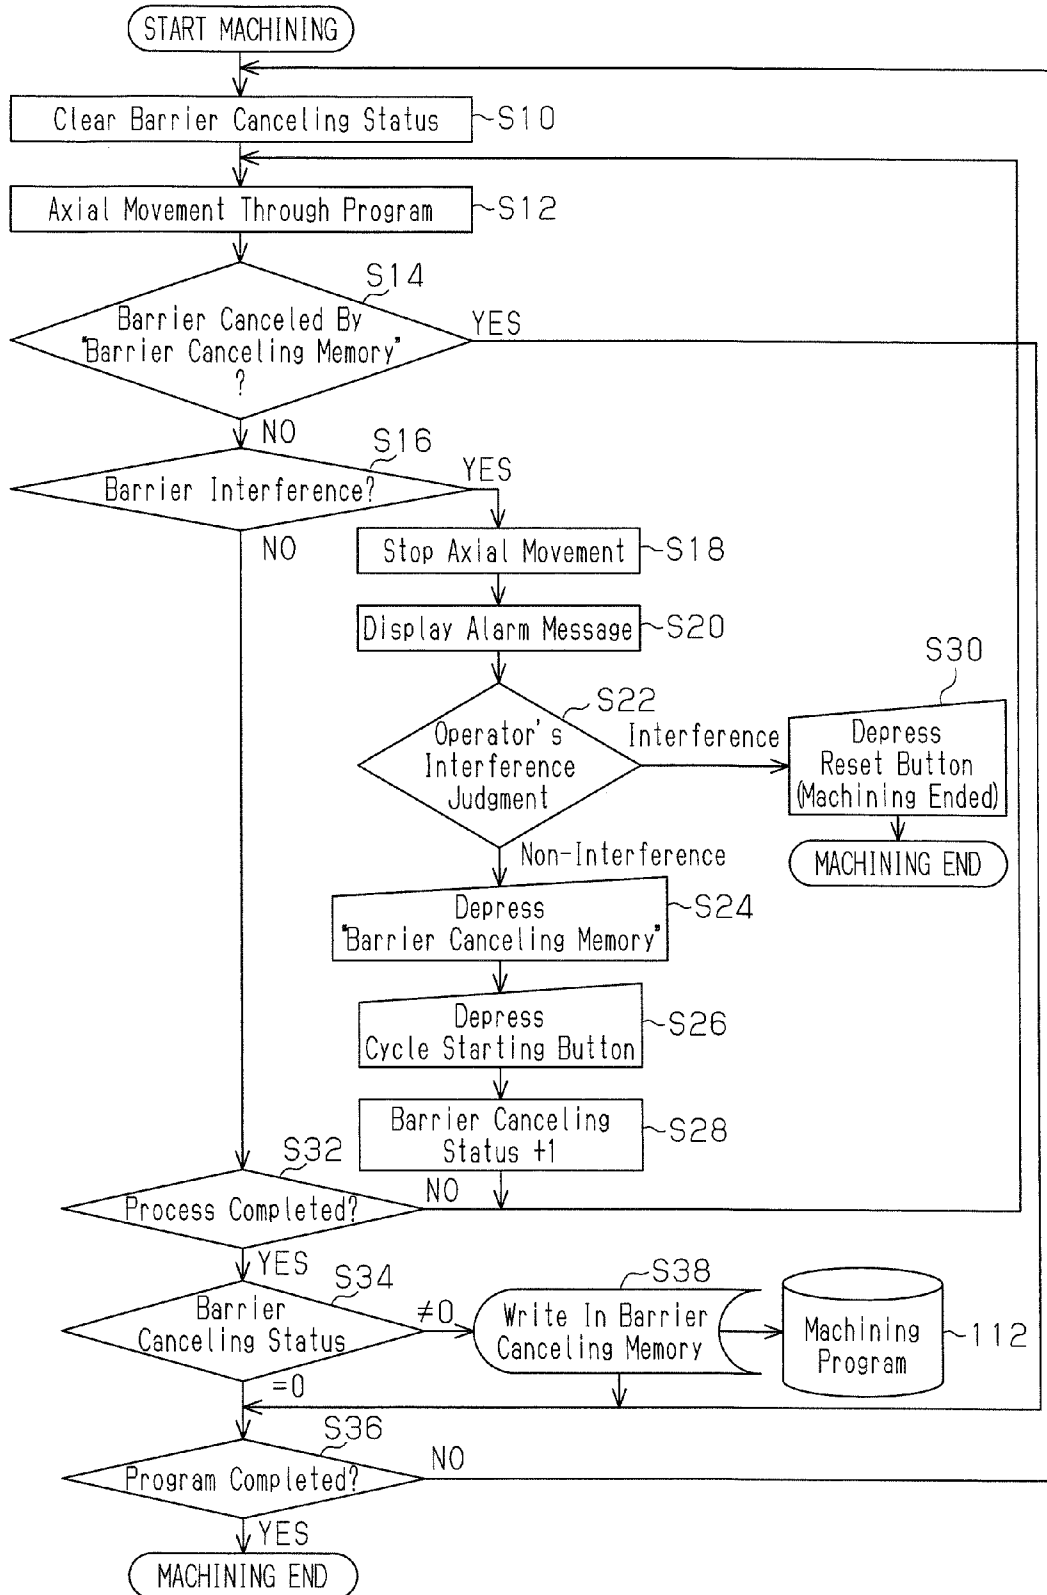 START MACHINING
Clear Barrier Canceling Status
S10
Axial Movement Through Program
S12
S14
Barrier Canceled By
"Barrier Canceling Memory"
?
YES
NO
S16
Barrier Interference?
YES
NO
Stop Axial Movement
S18
Display Alarm Message
S20
S22
Operator's
Interference
Judgment
Interference
S30
Depress
Reset Button
(Machining Ended)
MACHINING END
Non-Interference
Depress
"Barrier Canceling Memory"
S24
Depress
Cycle Starting Button
S26
Barrier Canceling
Status +1
S28
S32
Process Completed?
NO
YES
S34
Barrier
Canceling Status
≠0
S38
Write In Barrier
Canceling Memory
Machining
Program
112
=0
S36
Program Completed?
NO
YES
MACHINING END